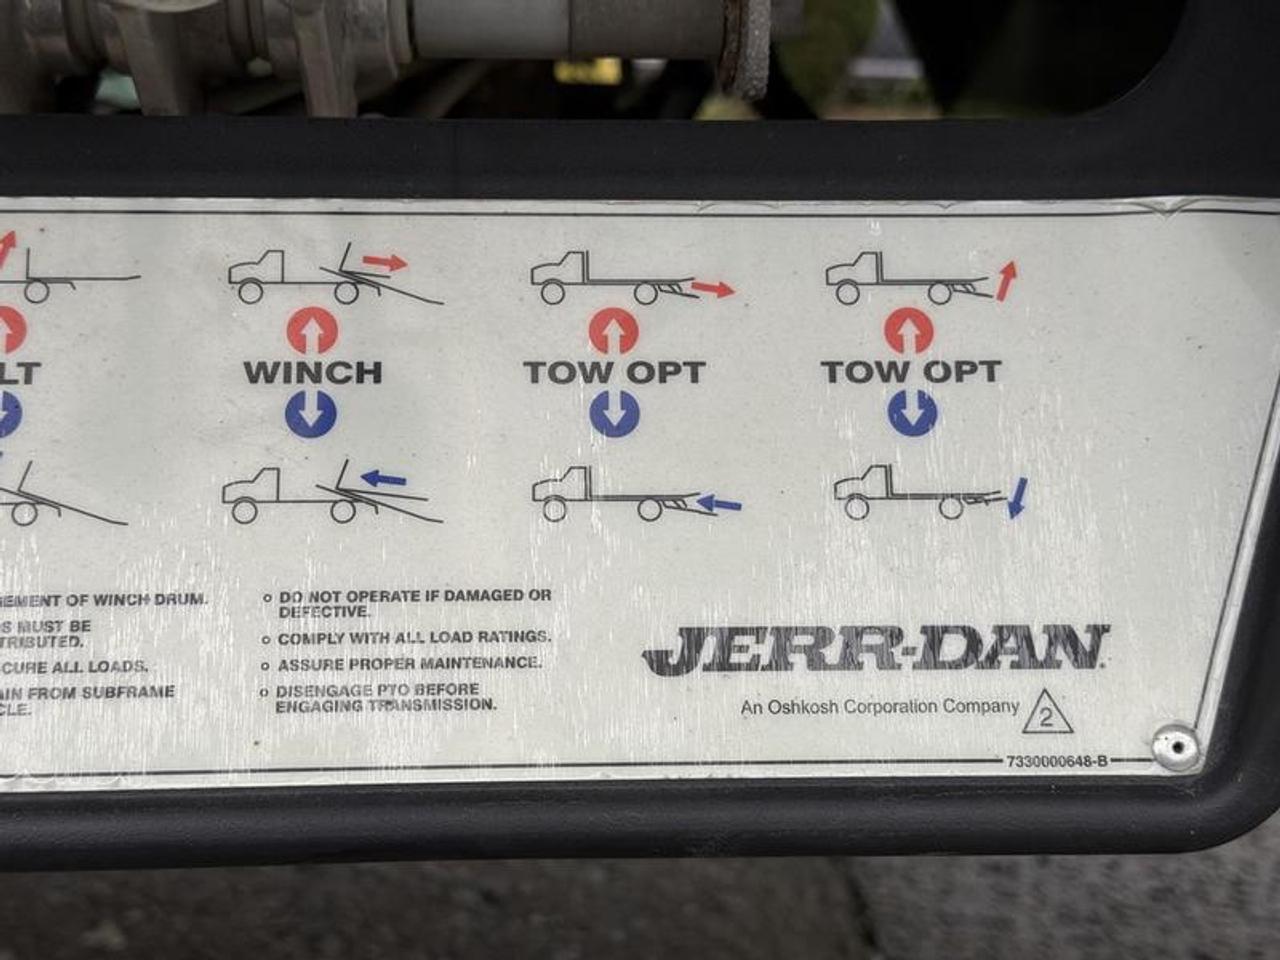 LT WINCH TOW OPT TOW OPT
EMENT OF WINCH DRUM.
S MUST BE
TRIBUTED.
CURE ALL LOADS.
AIN FROM SUBFRAME
CLE.
o DO NOT OPERATE IF DAMAGED OR
DEFECTIVE.
o COMPLY WITH ALL LOAD RATINGS.
o ASSURE PROPER MAINTENANCE.
o DISENGAGE PTO BEFORE
ENGAGING TRANSMISSION.
JERR-DAN
An Oshkosh Corporation Company
2
7330000648-B